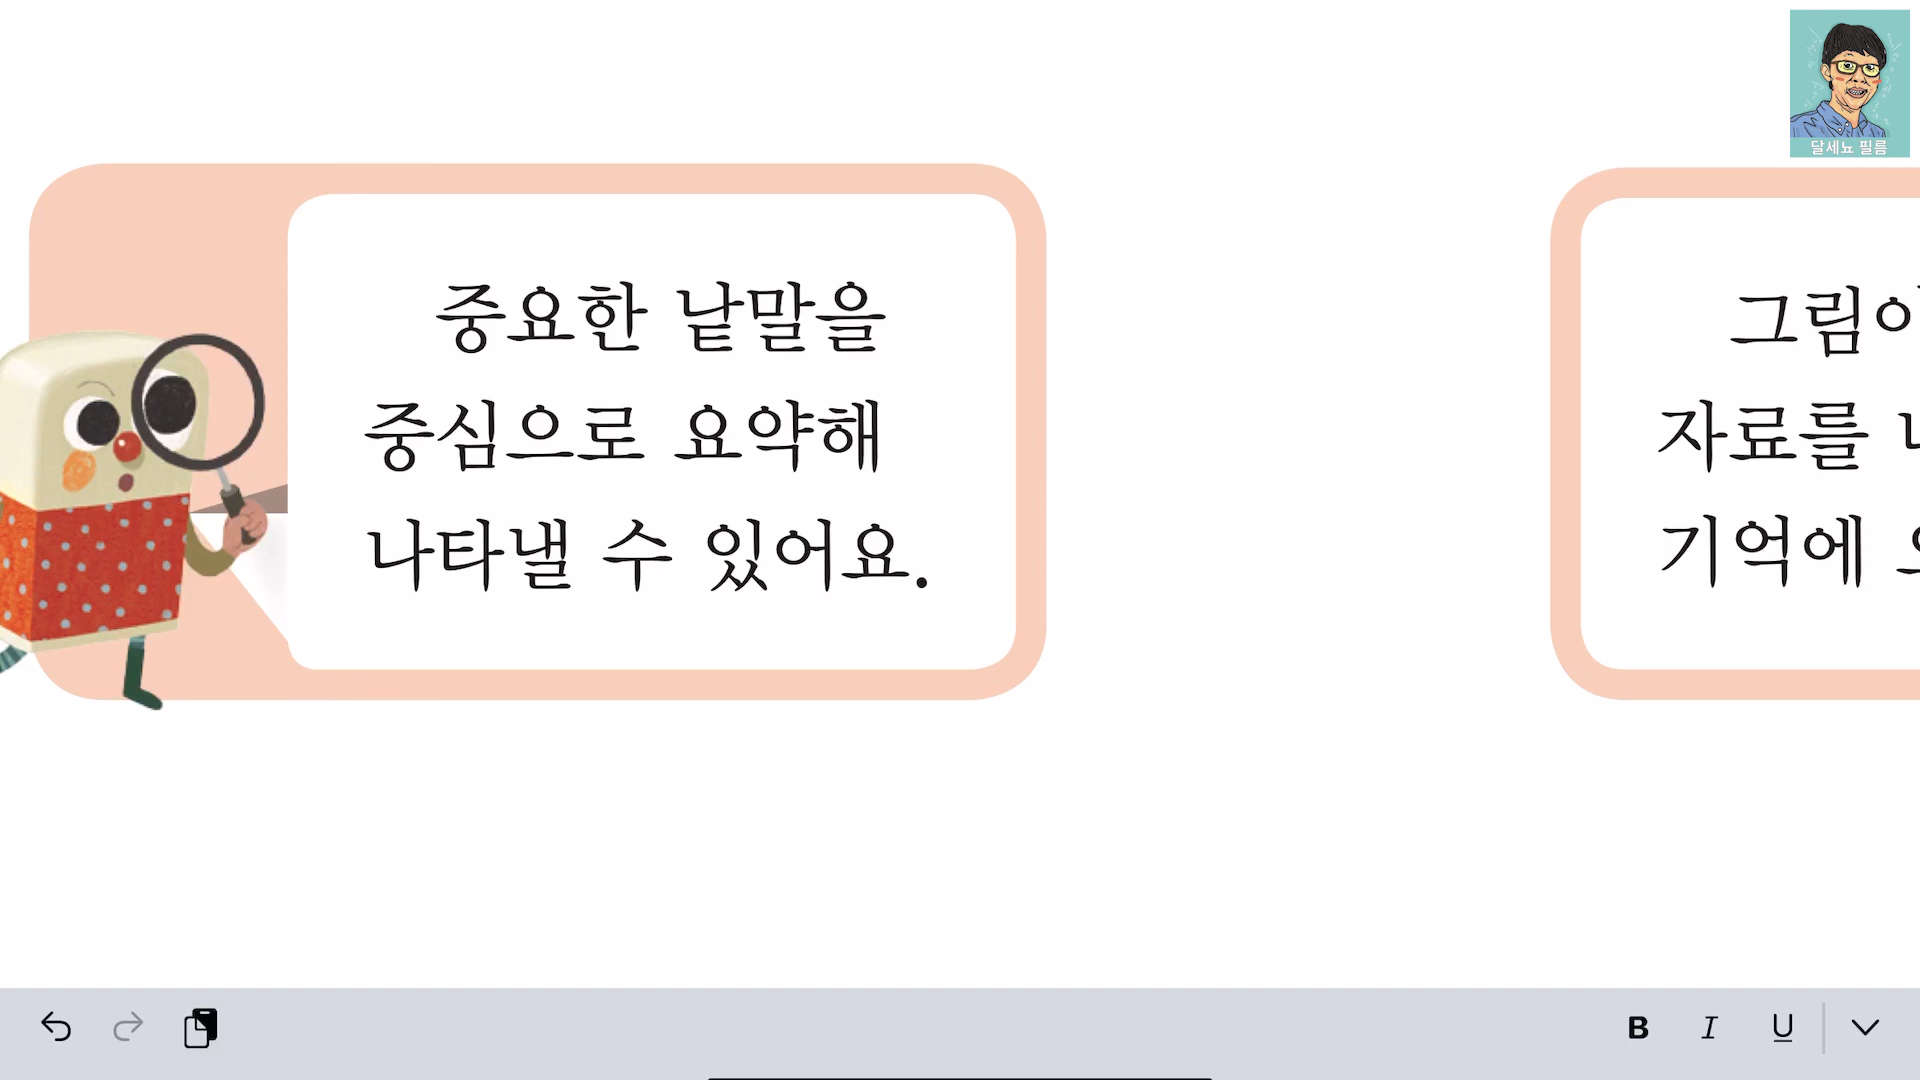 달세뇨 필름
중요한 낱말을
중심으로 요약해
나타낼 수 있어요.
그림이
자료를
기억에
B I U